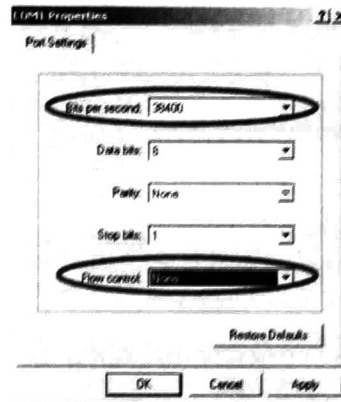 COM1 Properties
Port Settings
Bits per second: 38400
Data bits: 8
Parity: None
Stop bits: 1
Flow control: None
Restore Defaults
OK Cancel Apply